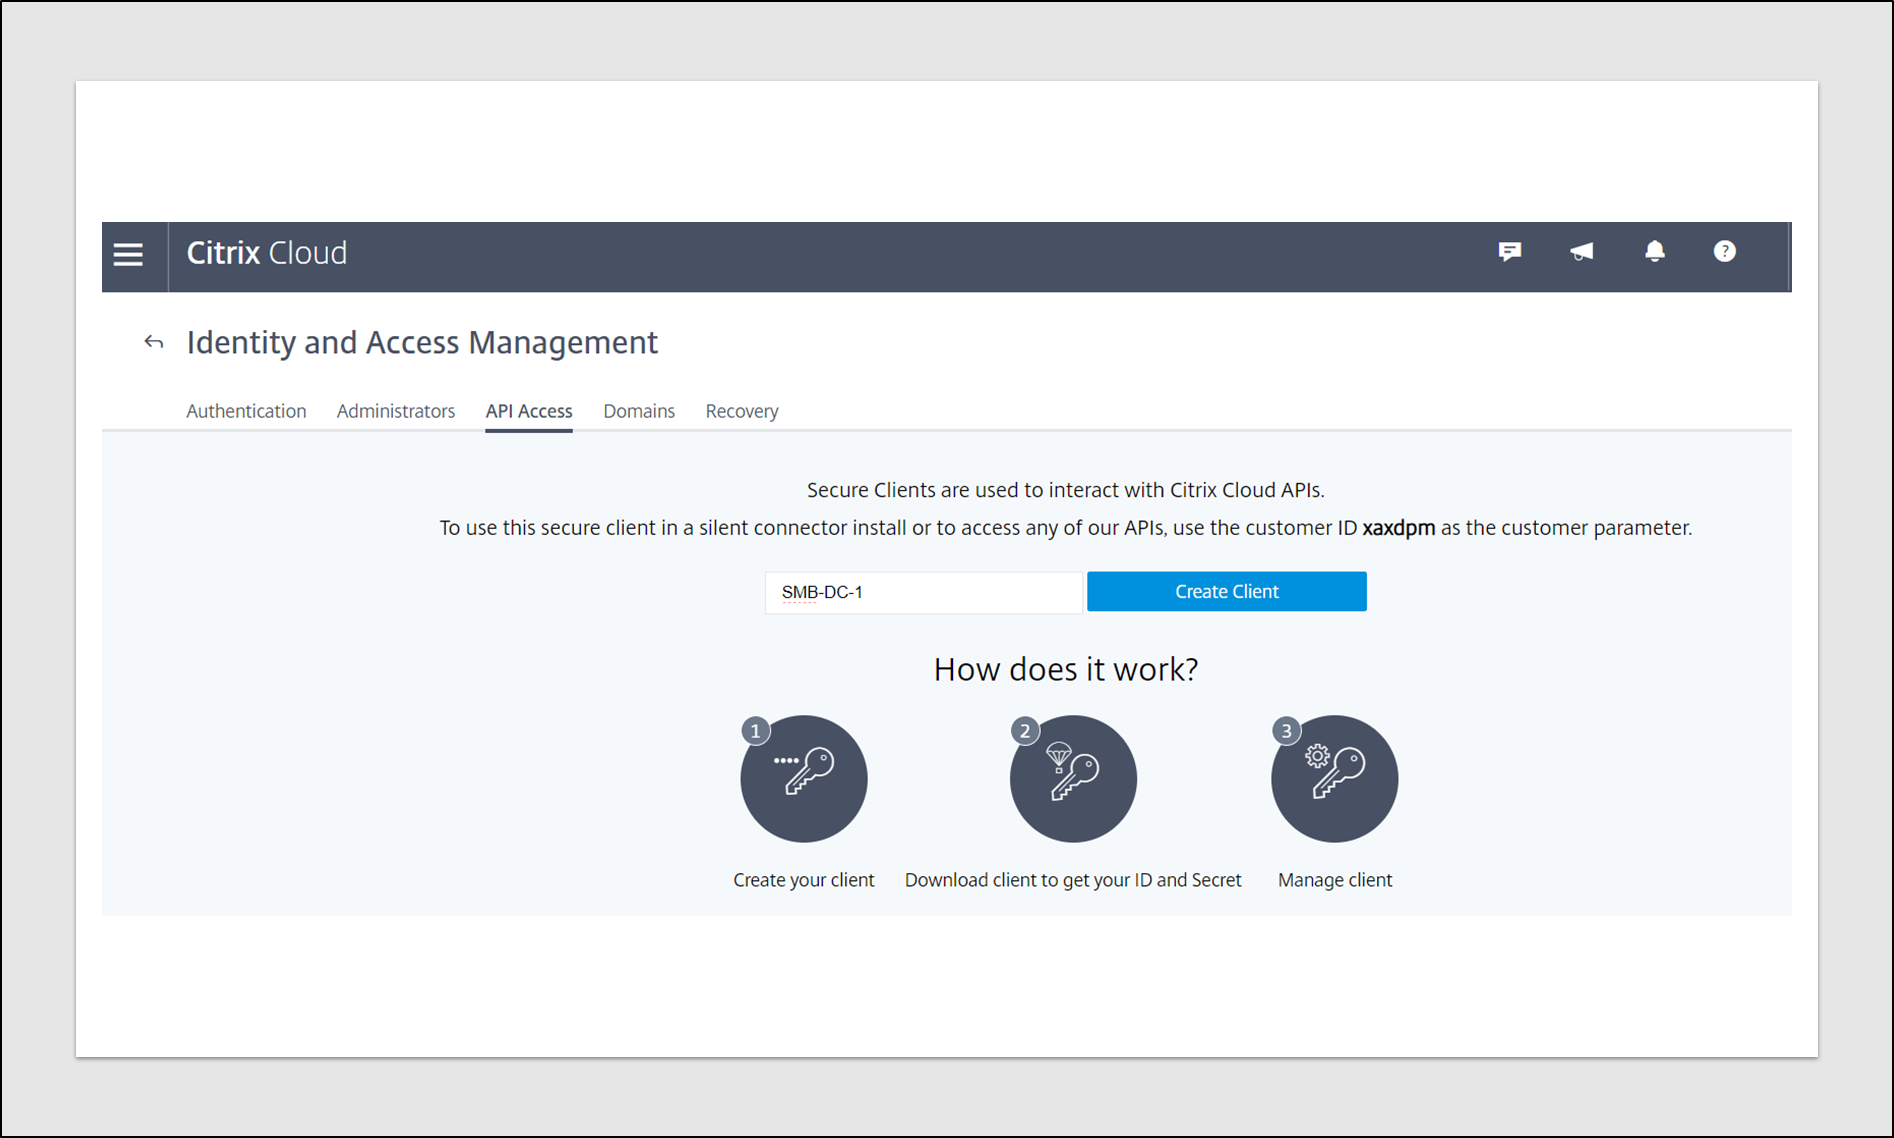 Citrix Cloud
?
Identity and Access Management
Authentication Administrators API Access Domains Recovery
Secure Clients are used to interact with Citrix Cloud APIs.
To use this secure client in a silent connector install or to access any of our APIs, use the customer ID xaxdpm as the customer parameter.
SMB-DC-1 Create Client
How does it work?
1 2 3
Create your client Download client to get your ID and Secret Manage client